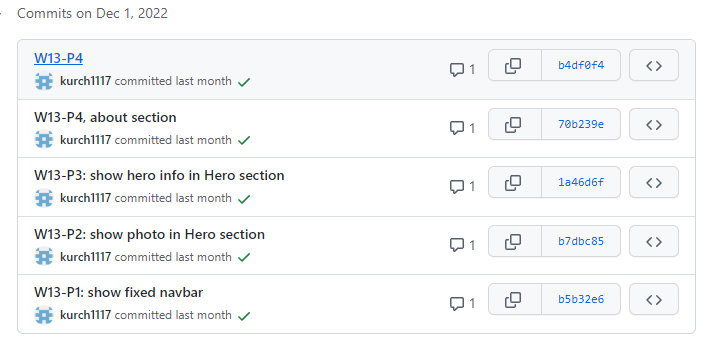 Commits on Dec 1, 2022
W13-P4
kurch1117 committed last month
1
b4df0f4
W13-P4, about section
kurch1117 committed last month
1
70b239e
W13-P3: show hero info in Hero section
kurch1117 committed last month
1
1a46d6f
W13-P2: show photo in Hero section
kurch1117 committed last month
1
b7dbc85
W13-P1: show fixed navbar
kurch1117 committed last month
1
b5b32e6